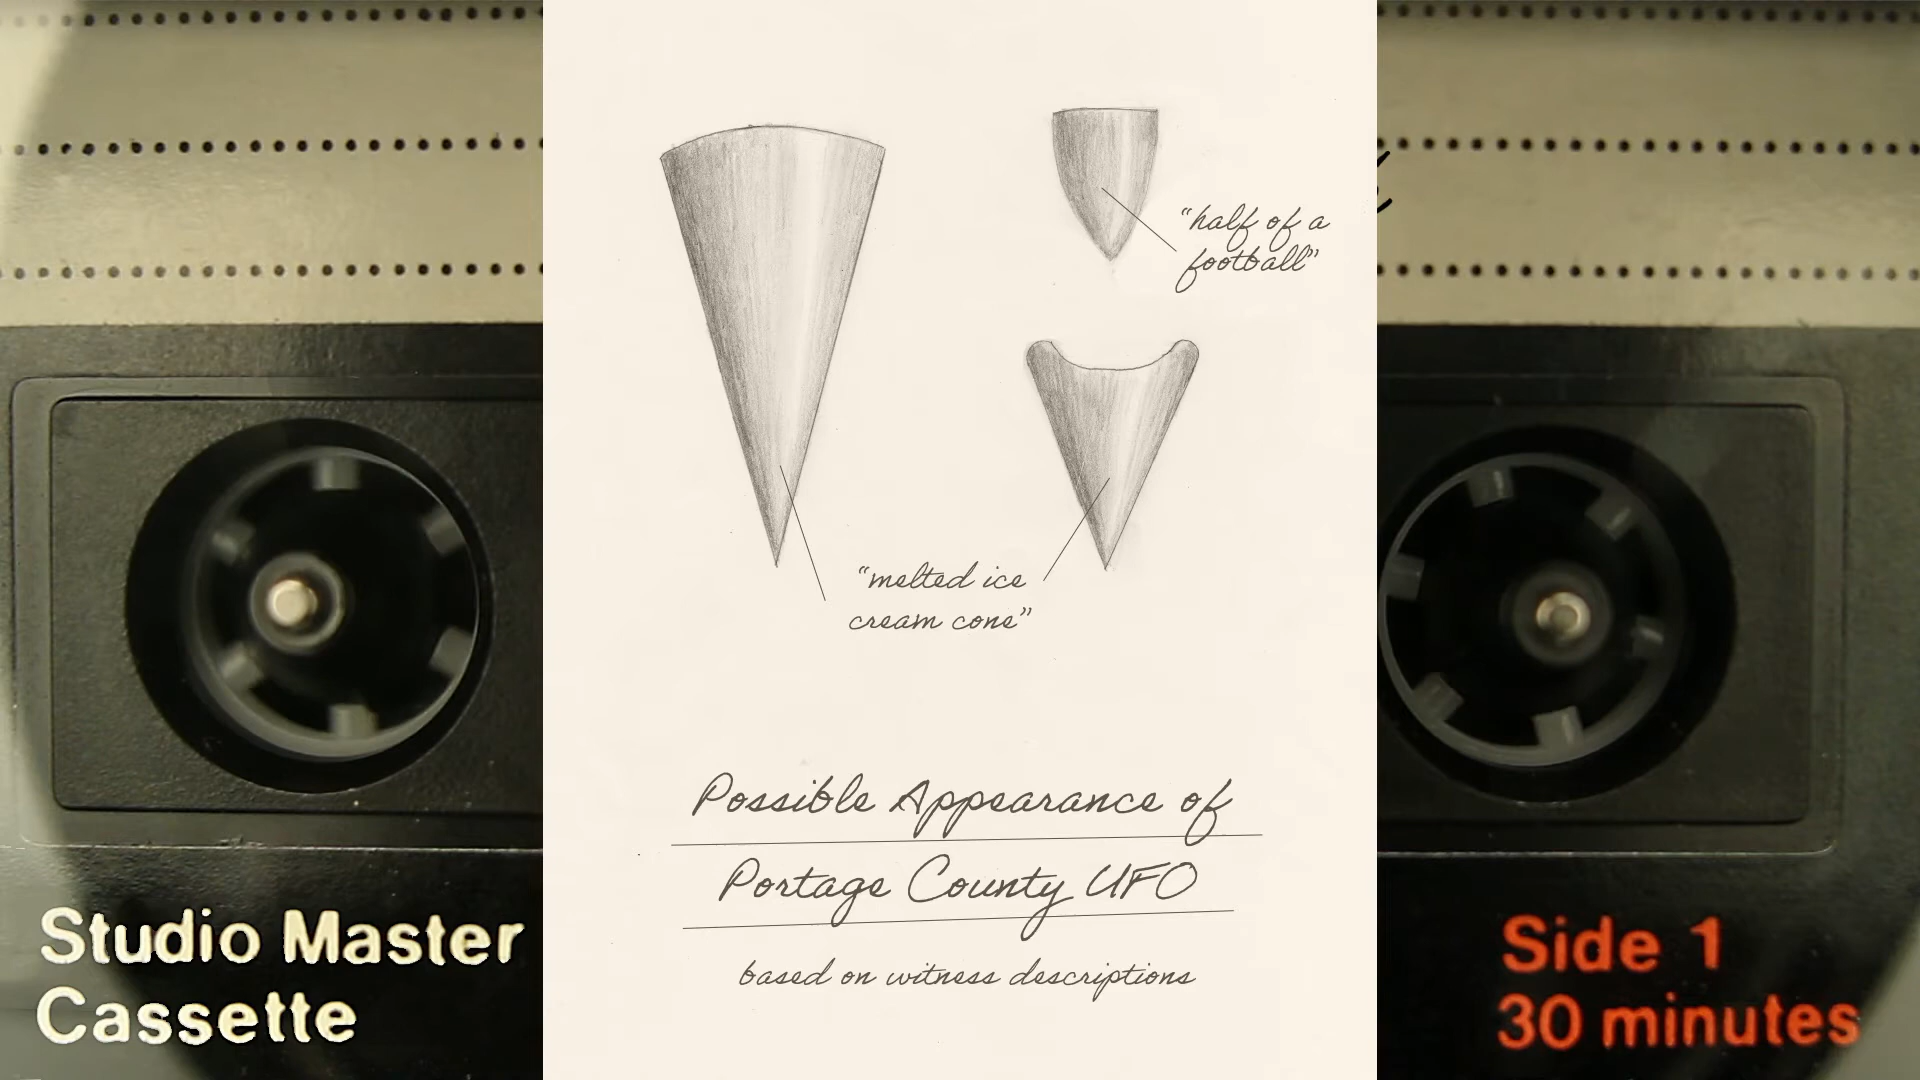 “half of a
football”
“melted ice
cream cone”
Possible Appearance of
Portage County UFO
based on witness descriptions
Studio Master
Cassette
Side 1
30 minutes